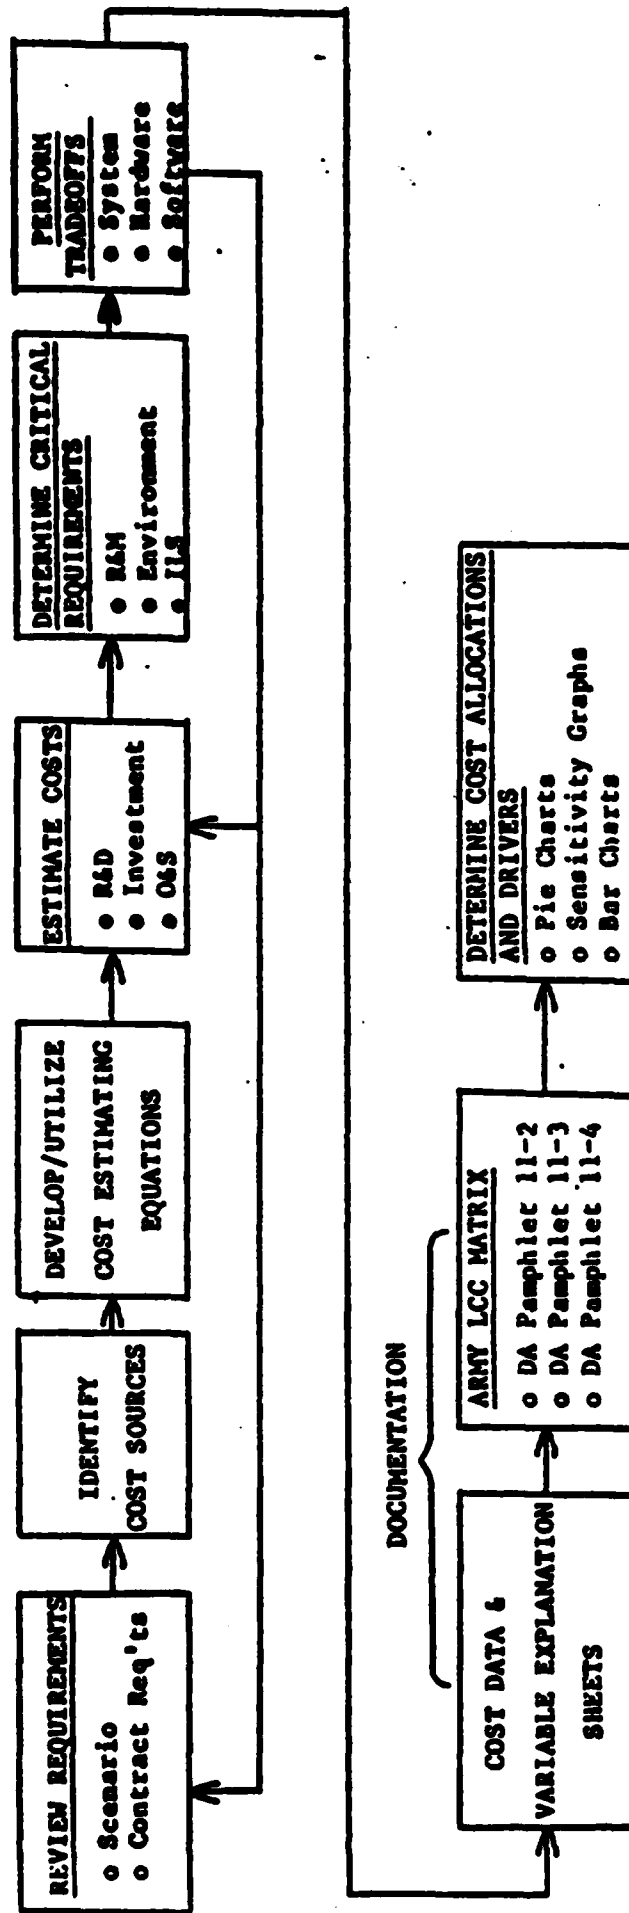 REVIEW REQUIREMENTS
o Scenario
o Contract Req'ts
IDENTIFY
COST SOURCES
DEVELOP/UTILIZE
COST ESTIMATING
EQUATIONS
ESTIMATE COSTS
● R&D
● Investment
● O&S
DETERMINE CRITICAL
REQUIREMENTS
● R&M
● Environment
● ILS
PERFORM
TRADEOFFS
● System
● Hardware
● Software
DOCUMENTATION
COST DATA &
VARIABLE EXPLANATION
SHEETS
ARMY LCC MATRIX
o DA Pamphlet 11-2
o DA Pamphlet 11-3
o DA Pamphlet 11-4
DETERMINE COST ALLOCATIONS
AND DRIVERS
o Pie Charts
o Sensitivity Graphs
o Bar Charts